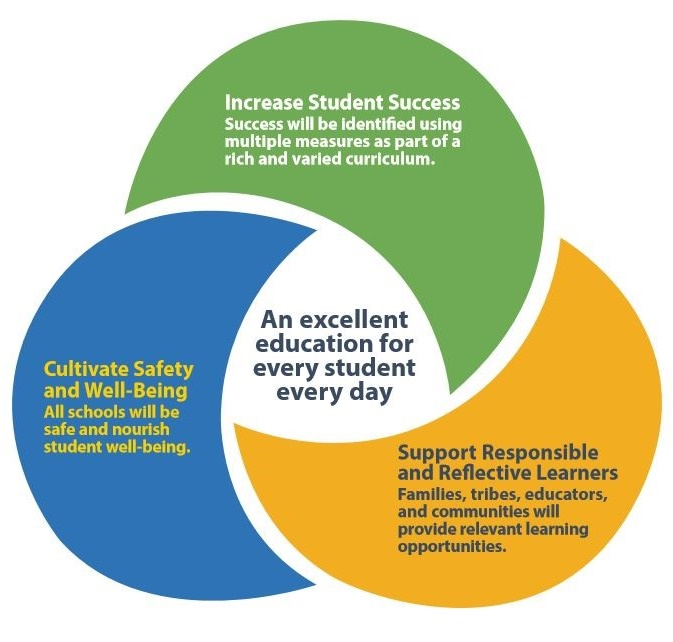 Increase Student Success
Success will be identified using
multiple measures as part of a
rich and varied curriculum.
An excellent
education for
every student
every day
Cultivate Safety
and Well-Being
All schools will be
safe and nourish
student well-being.
Support Responsible
and Reflective Learners
Families, tribes, educators,
and communities will
provide relevant learning
opportunities.